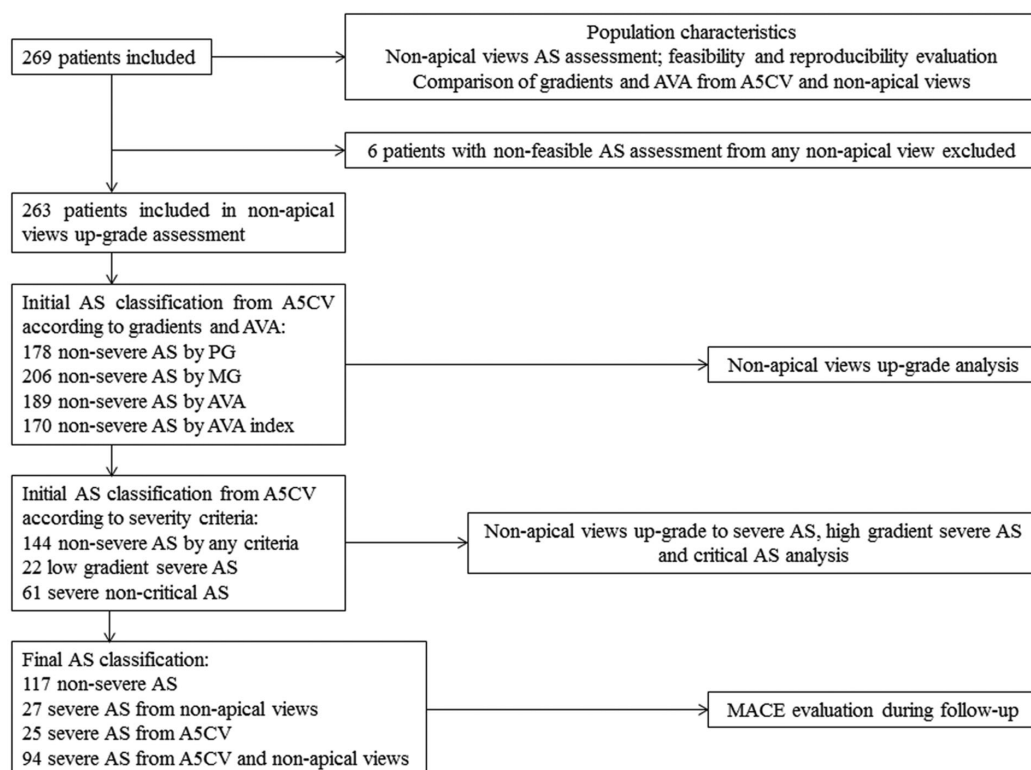 269 patients included
Population characteristics
Non-apical views AS assessment; feasibility and reproducibility evaluation
Comparison of gradients and AVA from A5CV and non-apical views
6 patients with non-feasible AS assessment from any non-apical view excluded
263 patients included in non-apical
views up-grade assessment
Initial AS classification from A5CV
according to gradients and AVA:
178 non-severe AS by PG
206 non-severe AS by MG
189 non-severe AS by AVA
170 non-severe AS by AVA index
Non-apical views up-grade analysis
Initial AS classification from A5CV
according to severity criteria:
144 non-severe AS by any criteria
22 low gradient severe AS
61 severe non-critical AS
Non-apical views up-grade to severe AS, high gradient severe AS
and critical AS analysis
Final AS classification:
117 non-severe AS
27 severe AS from non-apical views
25 severe AS from A5CV
94 severe AS from A5CV and non-apical views
MACE evaluation during follow-up